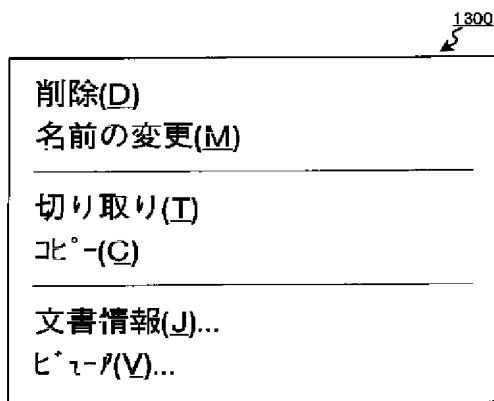 1300
削除(D)
名前の変更(M)
切り取り(T)
ｺﾋﾟｰ(C)
文書情報(J)...
ﾋﾞｭｰｱ(V)...